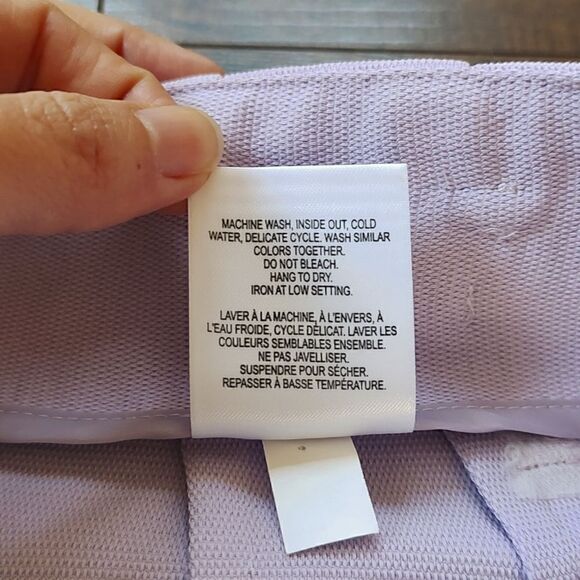 MACHINE WASH, INSIDE OUT, COLD
WATER, DELICATE CYCLE. WASH SIMILAR
COLORS TOGETHER.
DO NOT BLEACH.
HANG TO DRY.
IRON AT LOW SETTING.
LAVER À LA MACHINE, À L'ENVERS, À
L'EAU FROIDE, CYCLE DÉLICAT. LAVER LES
COULEURS SEMBLABLES ENSEMBLE.
NE PAS JAVELLISER.
SUSPENDRE POUR SÉCHER.
REPASSER À BASSE TEMPÉRATURE.